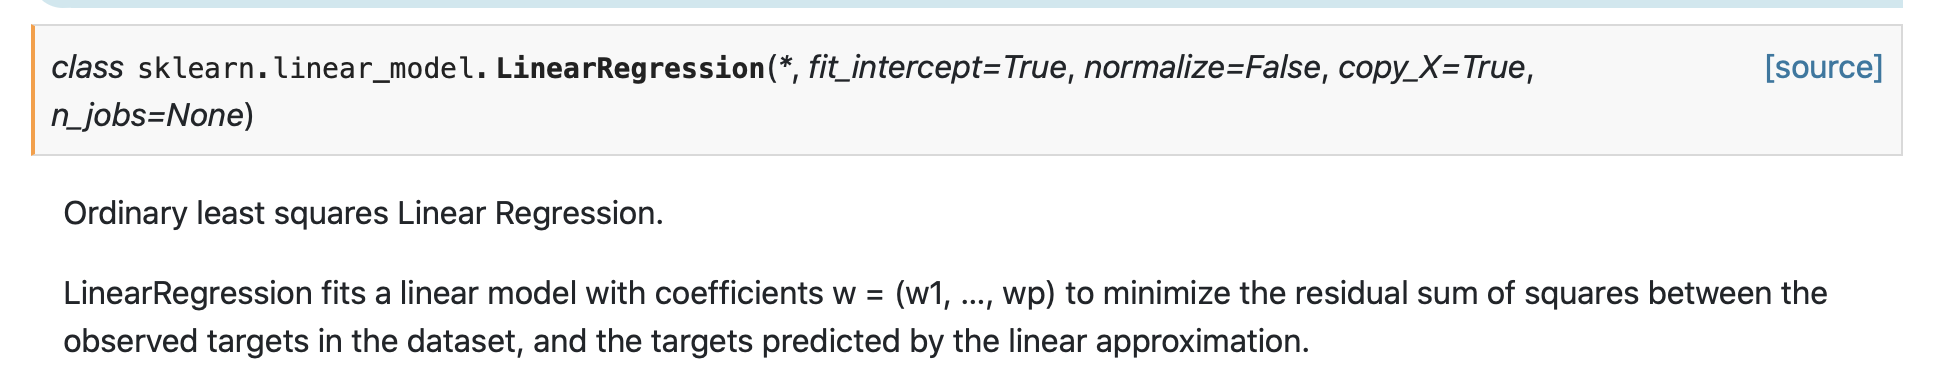 class sklearn.linear_model.LinearRegression(*, fit_intercept=True, normalize=False, copy_X=True, [source]
n_jobs=None)
Ordinary least squares Linear Regression.
LinearRegression fits a linear model with coefficients w = (w1, ..., wp) to minimize the residual sum of squares between the
observed targets in the dataset, and the targets predicted by the linear approximation.